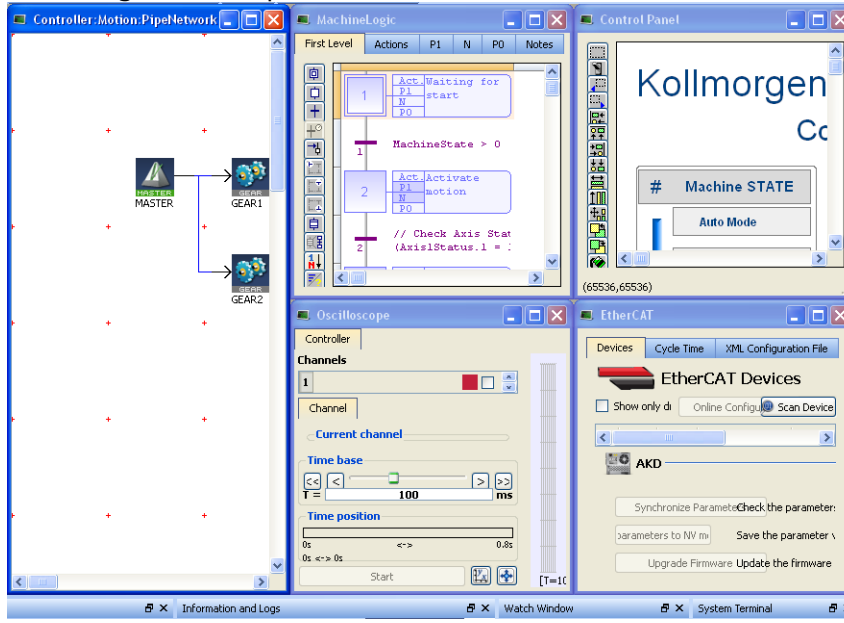 Controller:Motion:PipeNetwork
MASTER
MASTER
GEAR
GEAR1
GEAR
GEAR2
MachineLogic
First Level Actions P1 N P0 Notes
1
Act. Waiting for
P1 start
N
P0
1 MachineState > 0
2
Act. Activate
P1 motion
N
P0
// Check Axis Stat
2 (Axis1Status.1 =
Control Panel
Kollmorgen
Co
# Machine STATE
Auto Mode
(65536,65536)
Oscilloscope
Controller
Channels
1
Channel
Current channel
Time base
<< < > >>
T = 100 ms
Time position
0s <-> 0.8s
0s <-> 0s
Start
[T=10
EtherCAT
Devices Cycle Time XML Configuration File
EtherCAT Devices
Show only di Online Configu Scan Device
AKD
Synchronize Paramete Check the parameter:
parameters to NV me Save the parameter v
Upgrade Firmware Update the firmware
Information and Logs Watch Window System Terminal